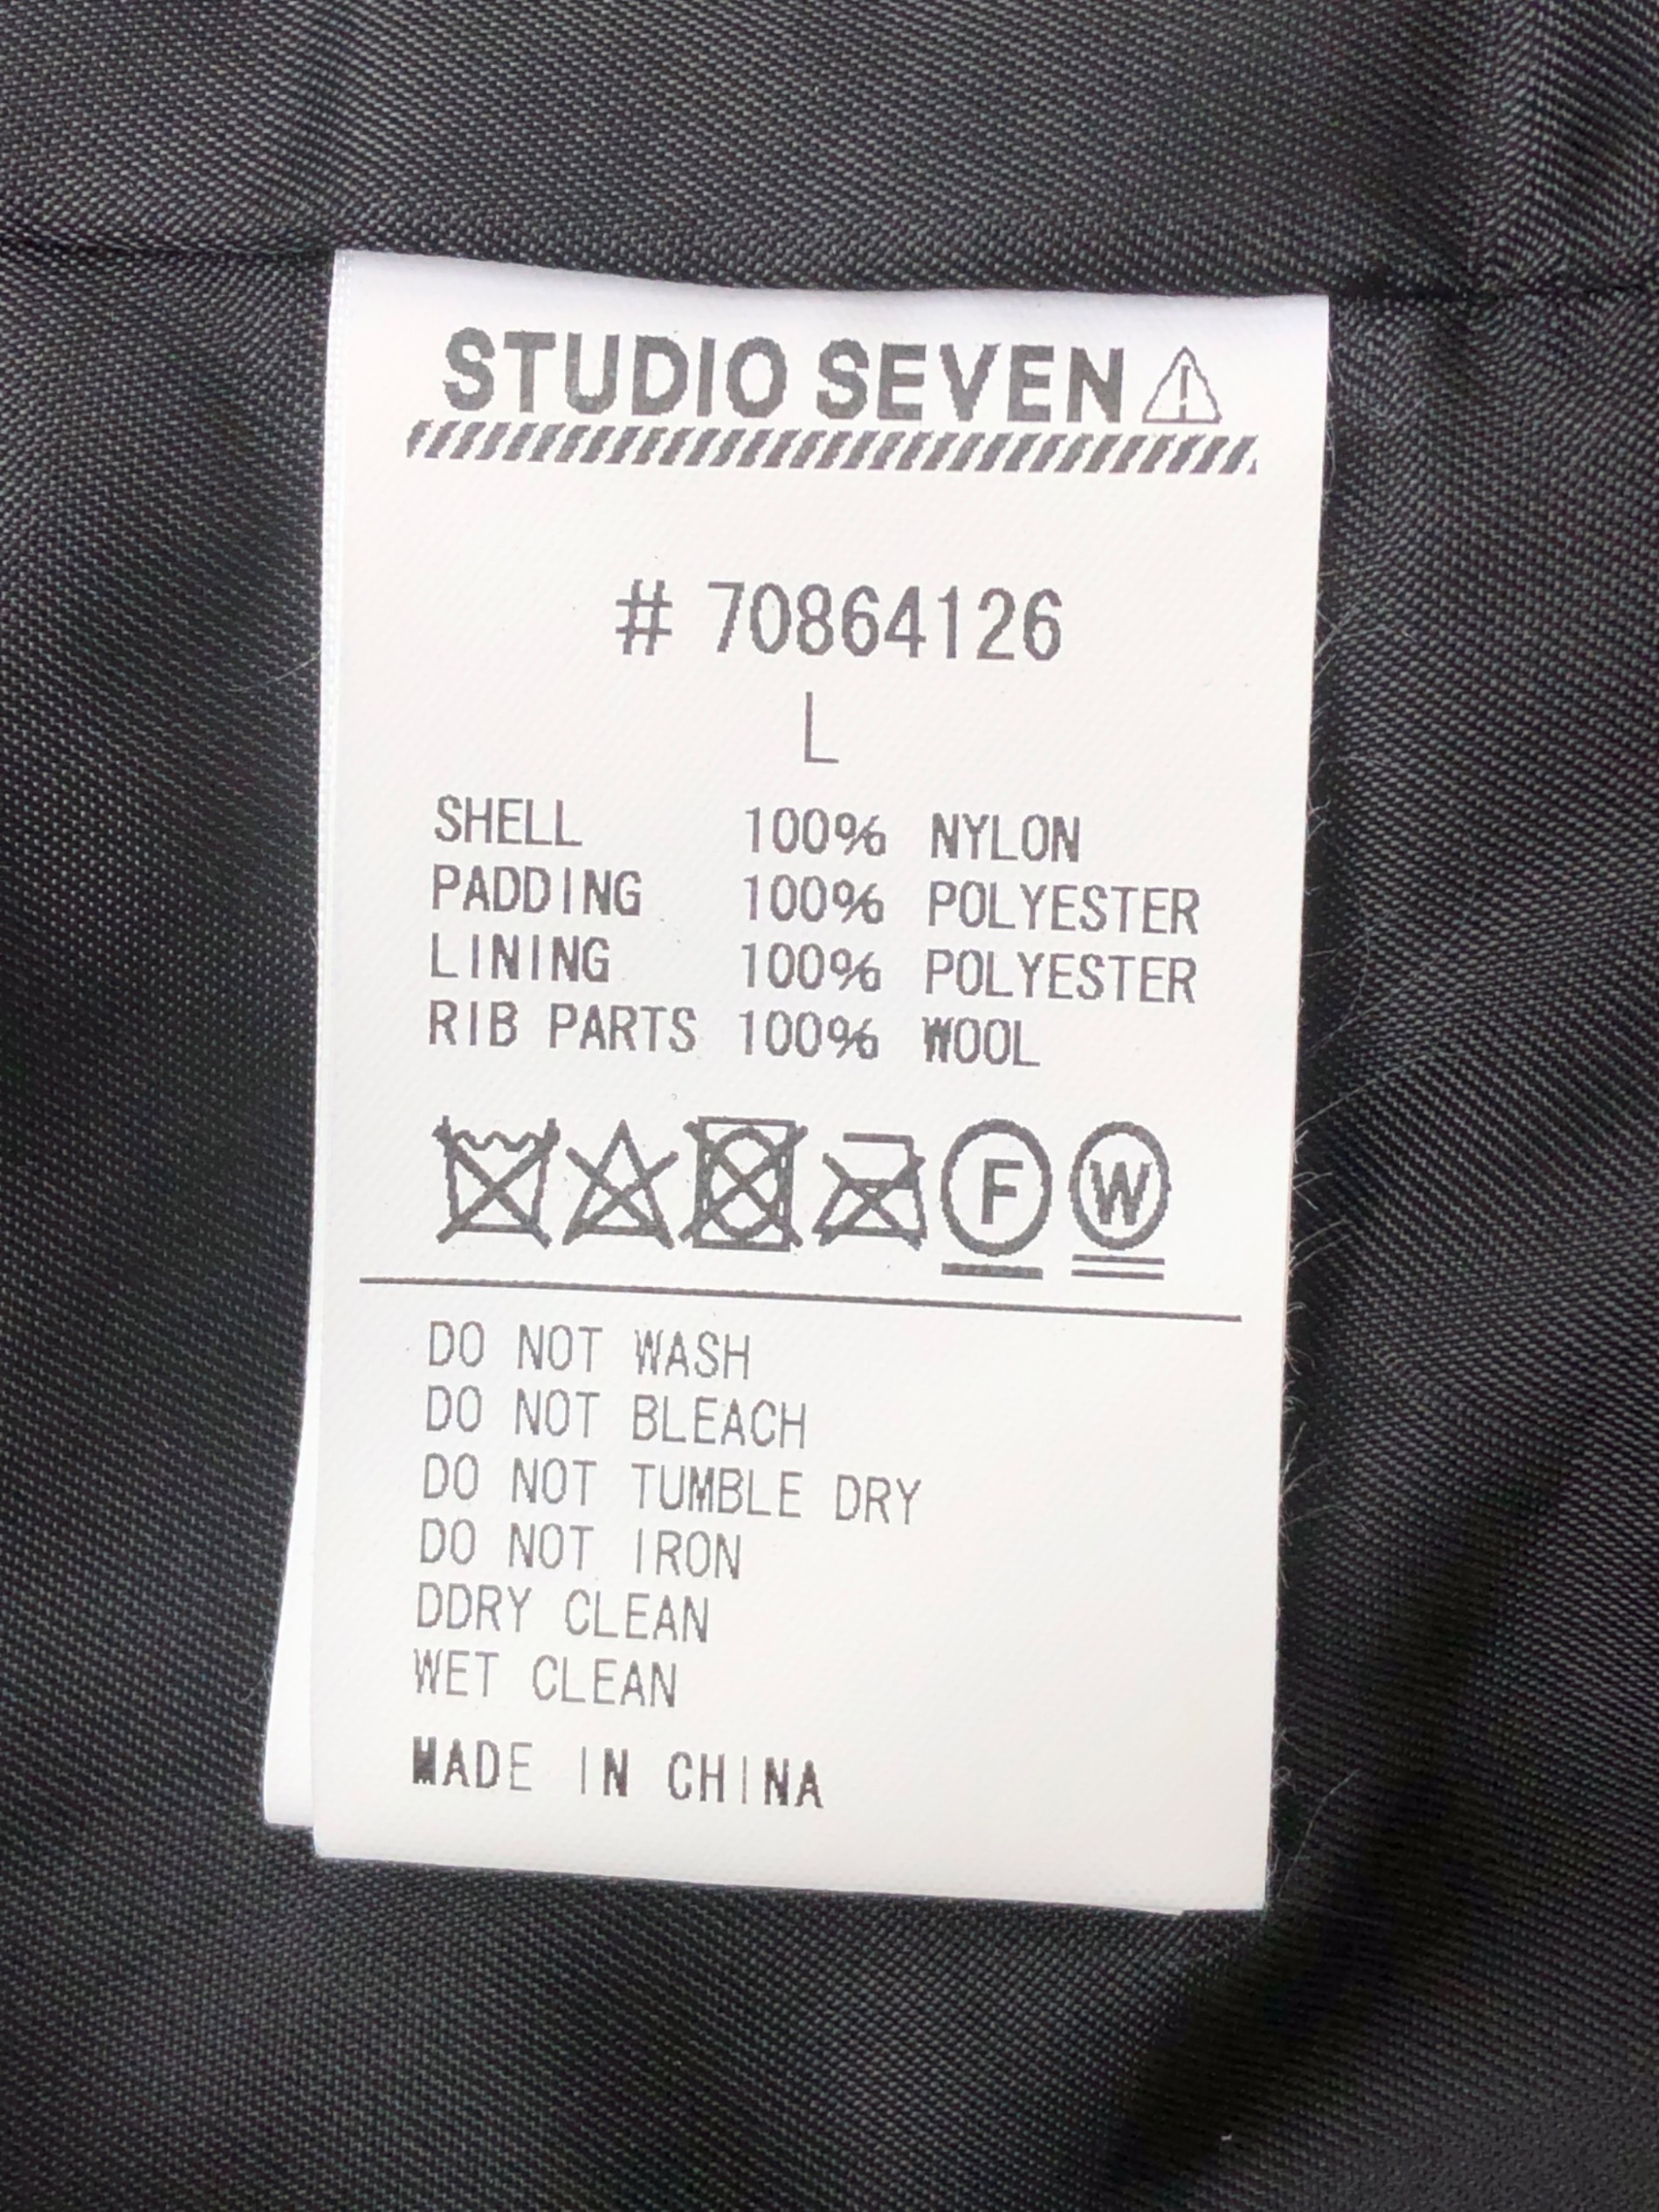 STUDIO SEVEN
# 70864126
L
SHELL 100% NYLON
PADDING 100% POLYESTER
LINING 100% POLYESTER
RIB PARTS 100% WOOL
F W
DO NOT WASH
DO NOT BLEACH
DO NOT TUMBLE DRY
DO NOT IRON
DDRY CLEAN
WET CLEAN
MADE IN CHINA